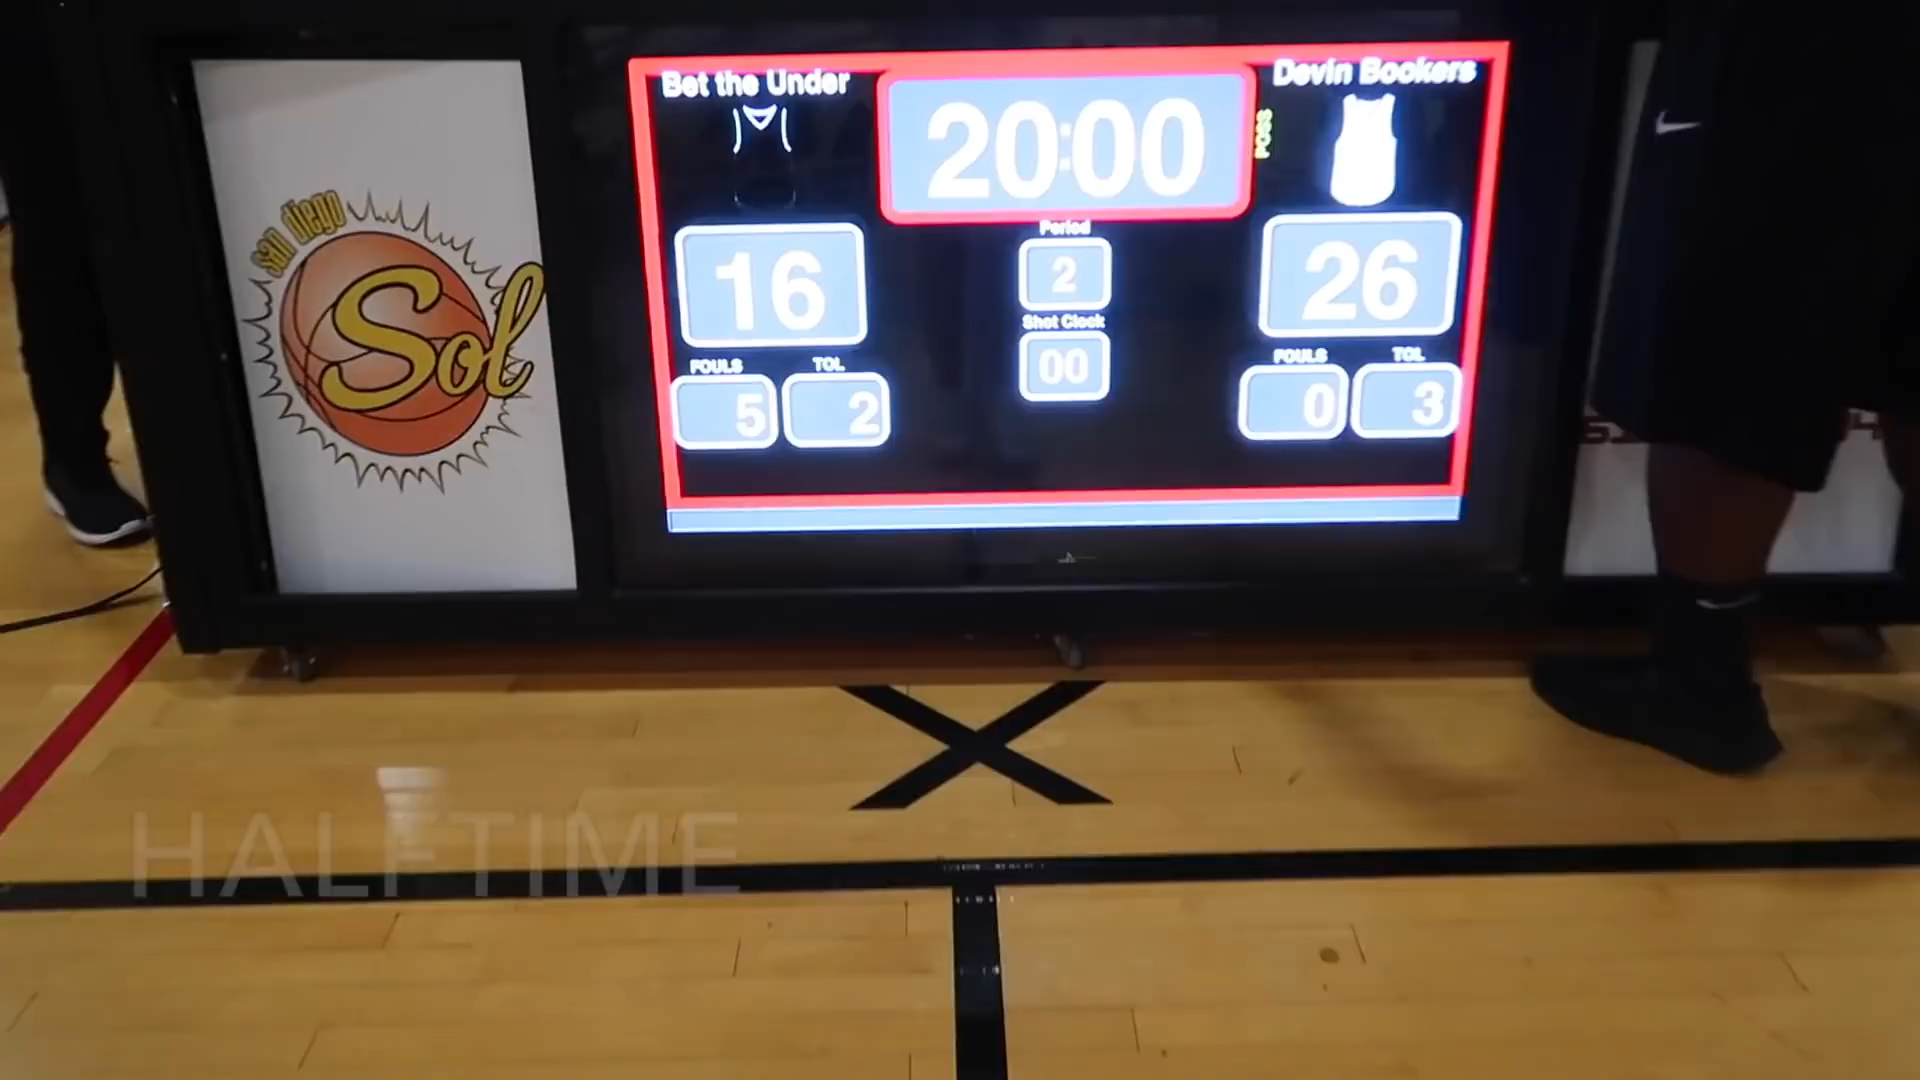 san diego
Sol
Bet the Under
20:00
POSS
Devin Bookers
16
Period
2
26
Shot Clock
00
FOULS
TOL
5
2
FOULS
TOL
0
3
HALFTIME